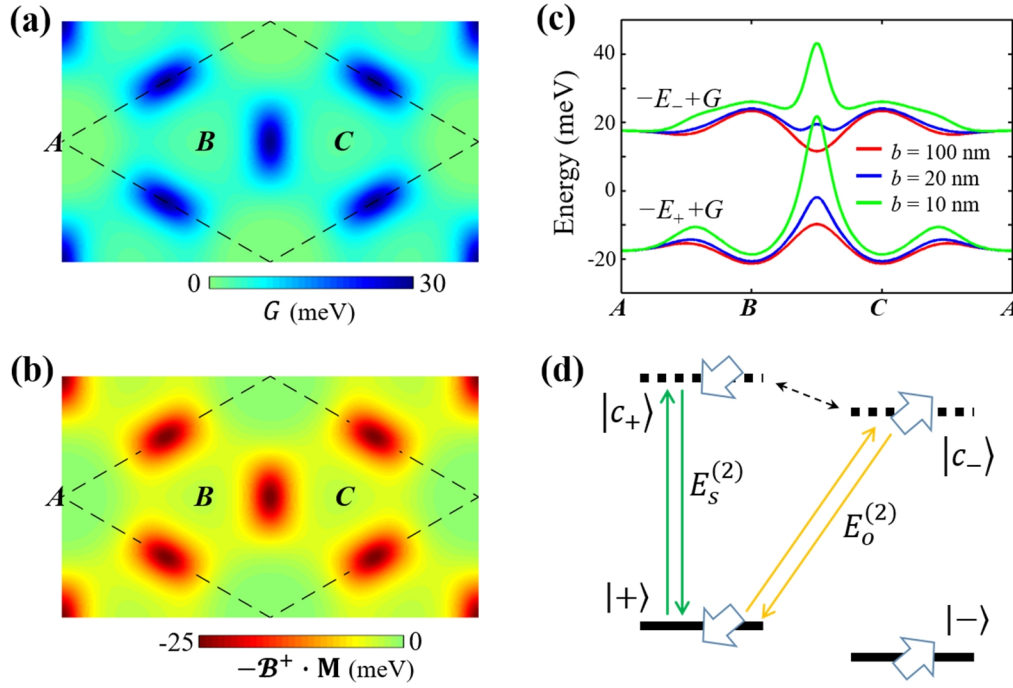 (a)
A
B
C
0
30
G (meV)
(b)
A
B
C
-25
0
−𝓑⁺ · M (meV)
(c)
Energy (meV)
40
20
0
-20
−E₋+G
−E₊+G
b = 100 nm
b = 20 nm
b = 10 nm
A
B
C
A
(d)
|c₊⟩
|c₋⟩
E_s^(2)
E_o^(2)
|+⟩
|−⟩